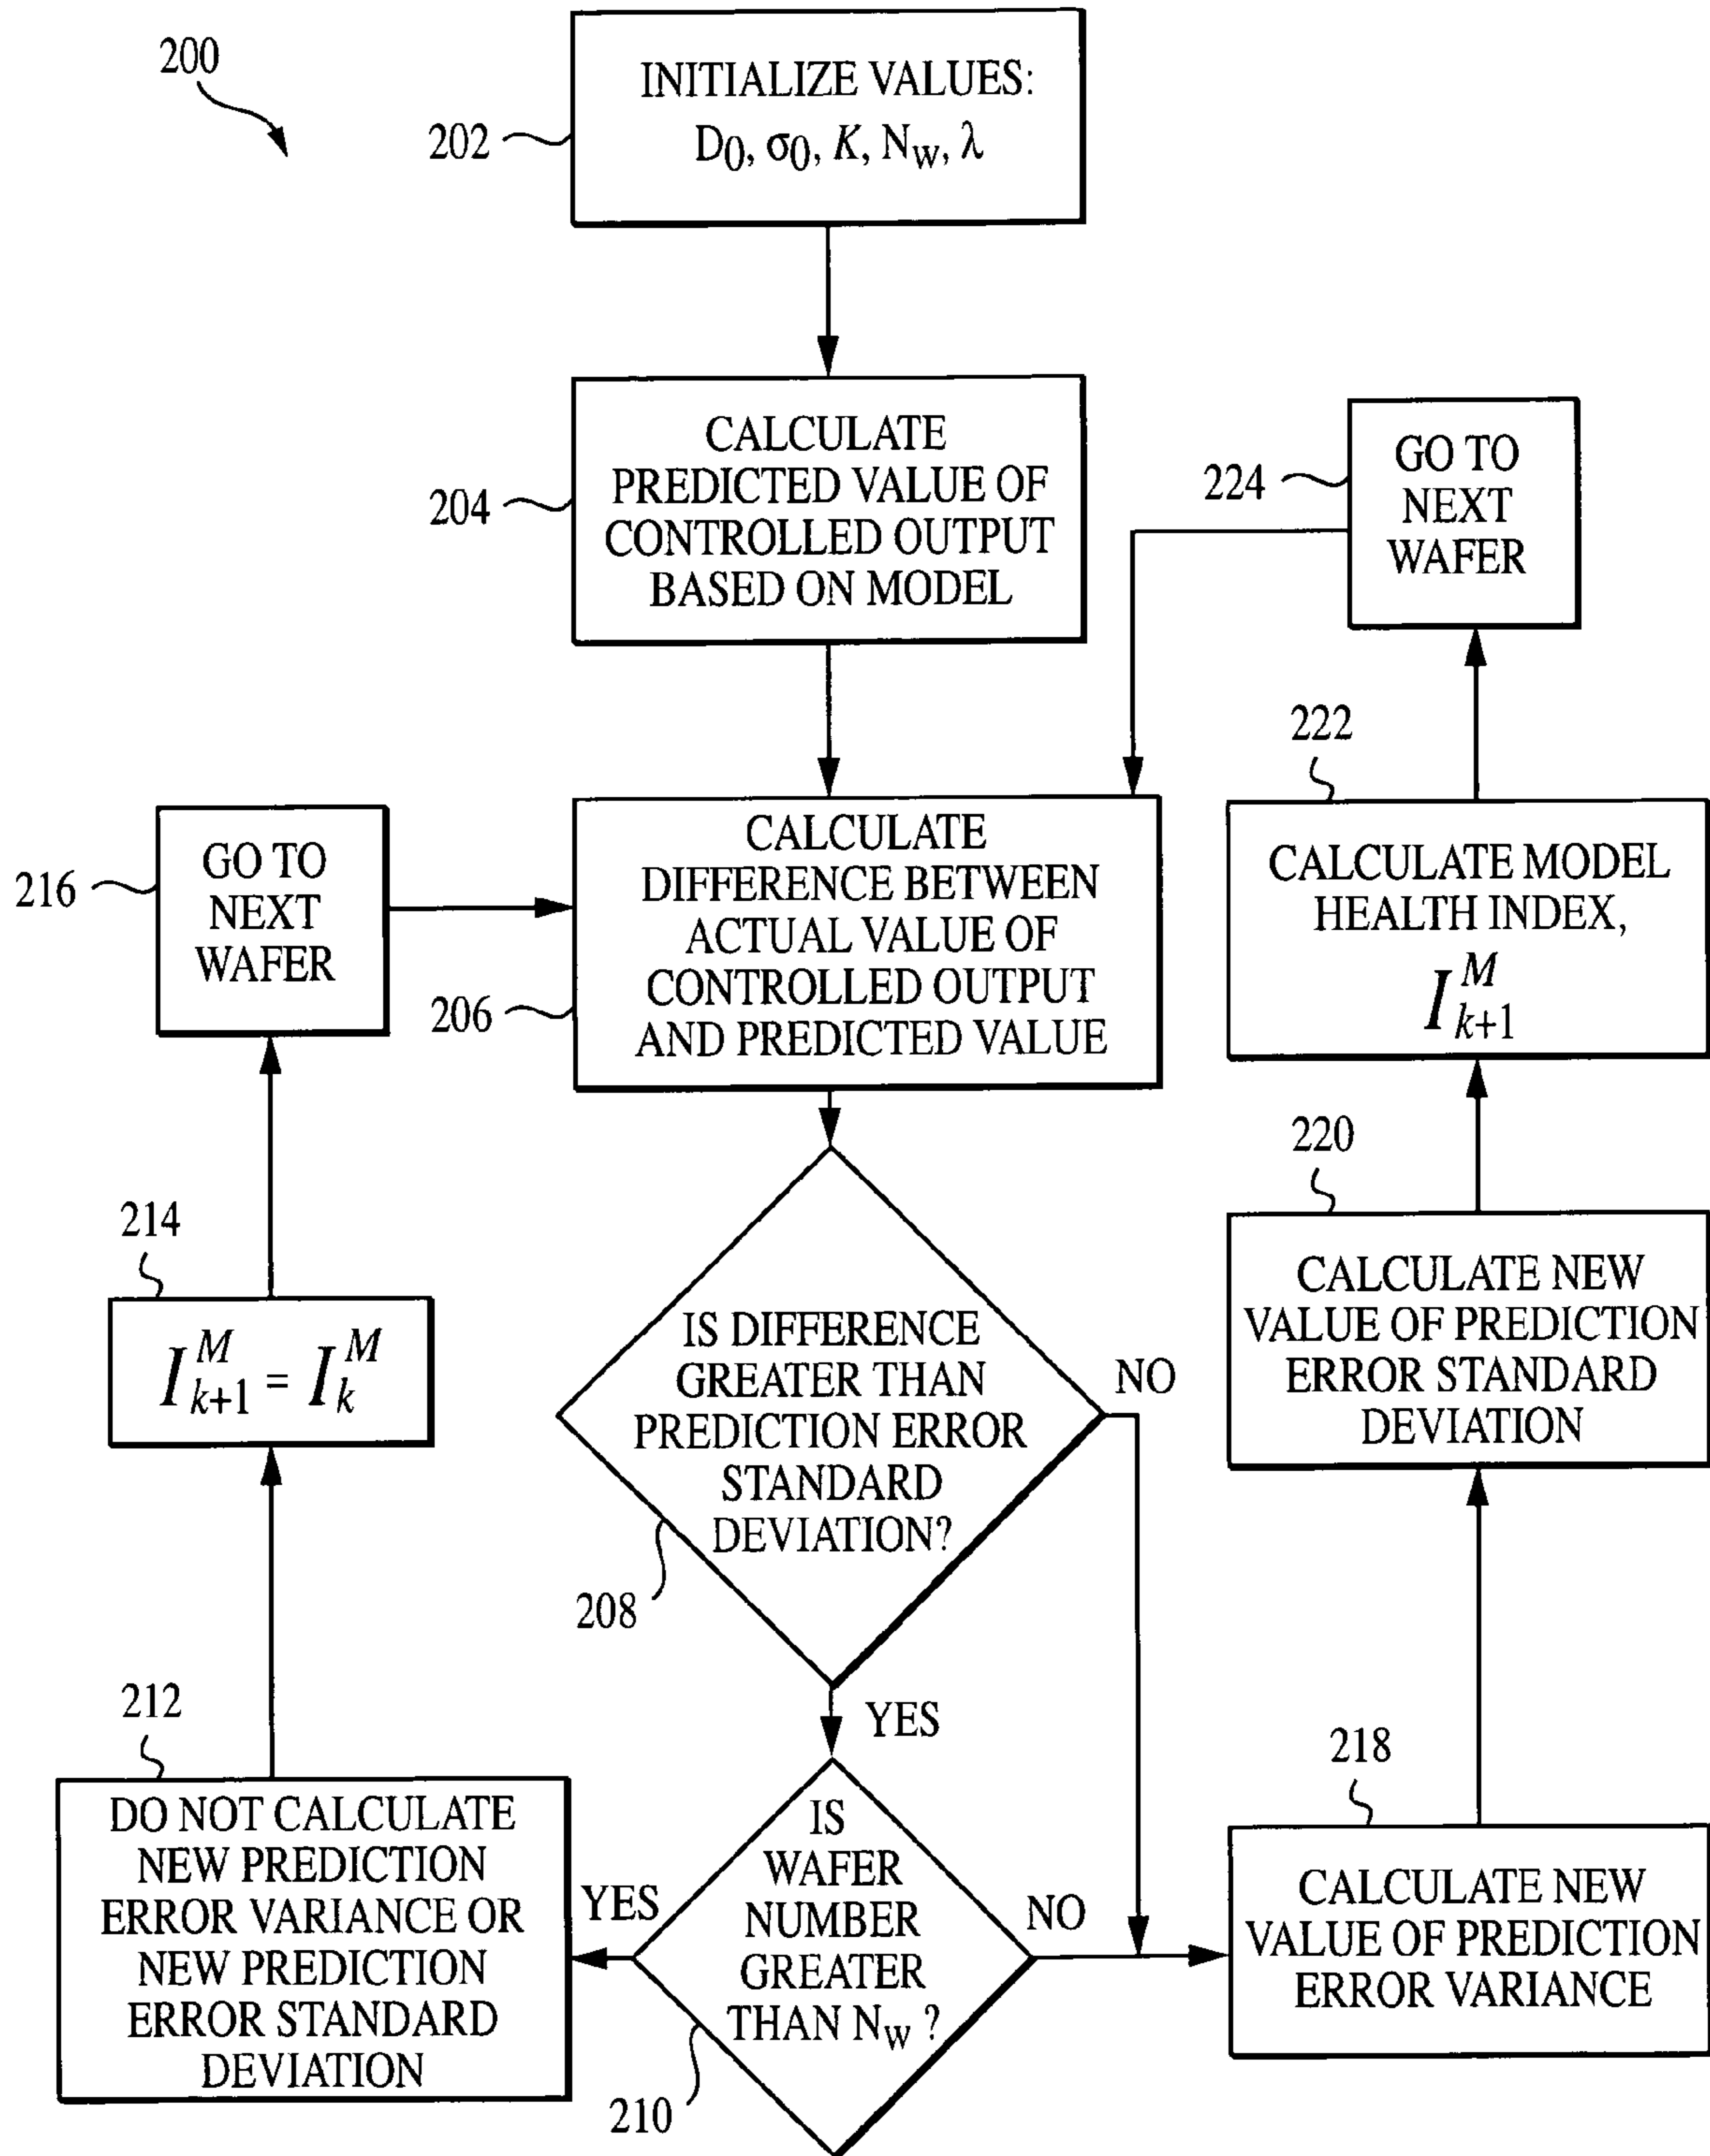 200
202
INITIALIZE VALUES:
D0, σ0, K, Nw, λ
204
CALCULATE
PREDICTED VALUE OF
CONTROLLED OUTPUT
BASED ON MODEL
224
GO TO
NEXT
WAFER
216
GO TO
NEXT
WAFER
206
CALCULATE
DIFFERENCE BETWEEN
ACTUAL VALUE OF
CONTROLLED OUTPUT
AND PREDICTED VALUE
222
CALCULATE MODEL
HEALTH INDEX,
I^M_{k+1}
214
I^M_{k+1} = I^M_k
208
IS DIFFERENCE
GREATER THAN
PREDICTION ERROR
STANDARD
DEVIATION?
NO
YES
220
CALCULATE NEW
VALUE OF PREDICTION
ERROR STANDARD
DEVIATION
212
DO NOT CALCULATE
NEW PREDICTION
ERROR VARIANCE OR
NEW PREDICTION
ERROR STANDARD
DEVIATION
YES
210
IS
WAFER
NUMBER
GREATER
THAN Nw ?
NO
218
CALCULATE NEW
VALUE OF PREDICTION
ERROR VARIANCE